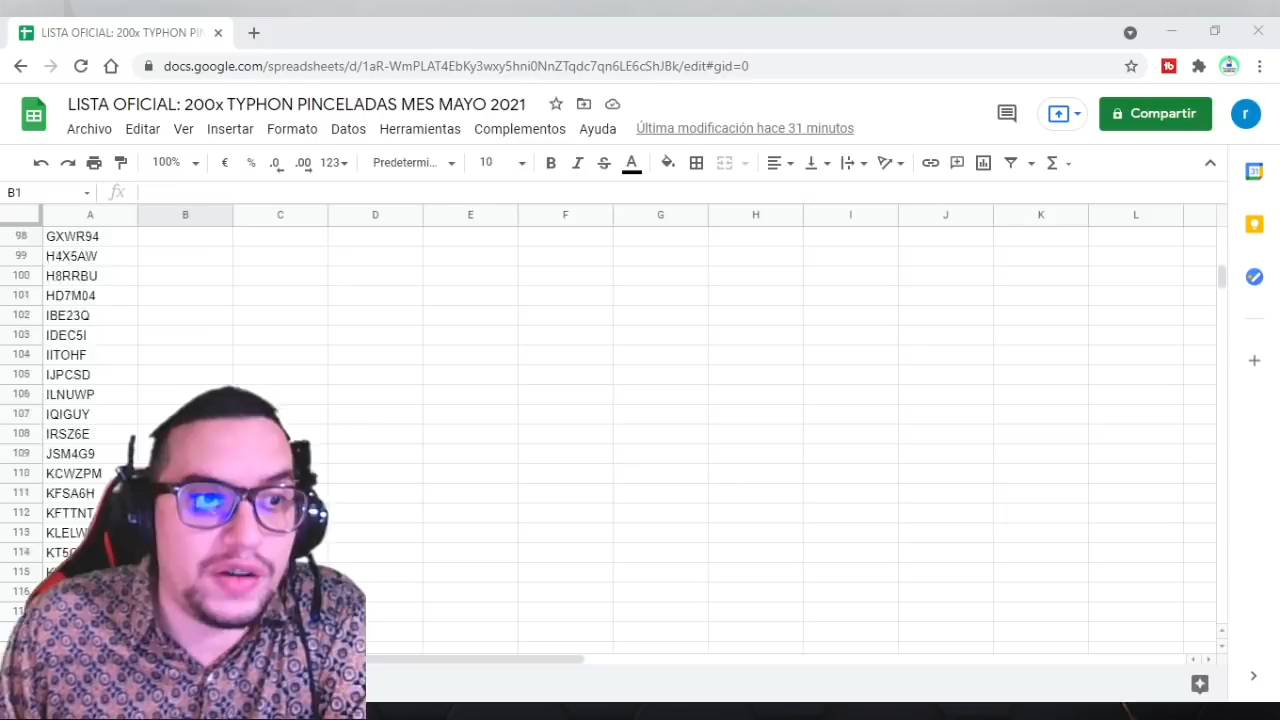 LISTA OFICIAL: 200x TYPHON PIN
docs.google.com/spreadsheets/d/1aR-WmPLAT4EbKy3wxy5hni0NnZTqdc7qn6LE6cShJBk/edit#gid=0
LISTA OFICIAL: 200x TYPHON PINCELADAS MES MAYO 2021
Compartir
r
Archivo Editar Ver Insertar Formato Datos Herramientas Complementos Ayuda Última modificación hace 31 minutos
100% € % .0 .00 123 Predetermi... 10 B I S A
B1 fx
A B C D E F G H I J K L
98 GXWR94
99 H4X5AW
100 H8RRBU
101 HD7M04
102 IBE23Q
103 IDEC5I
104 IITOHF
105 IJPCSD
106 ILNUWP
107 IQIGUY
108 IRSZ6E
109 JSM4G9
110 KCWZPM
111 KFSA6H
112 KFTTNT
113 KLELW
114
115
116